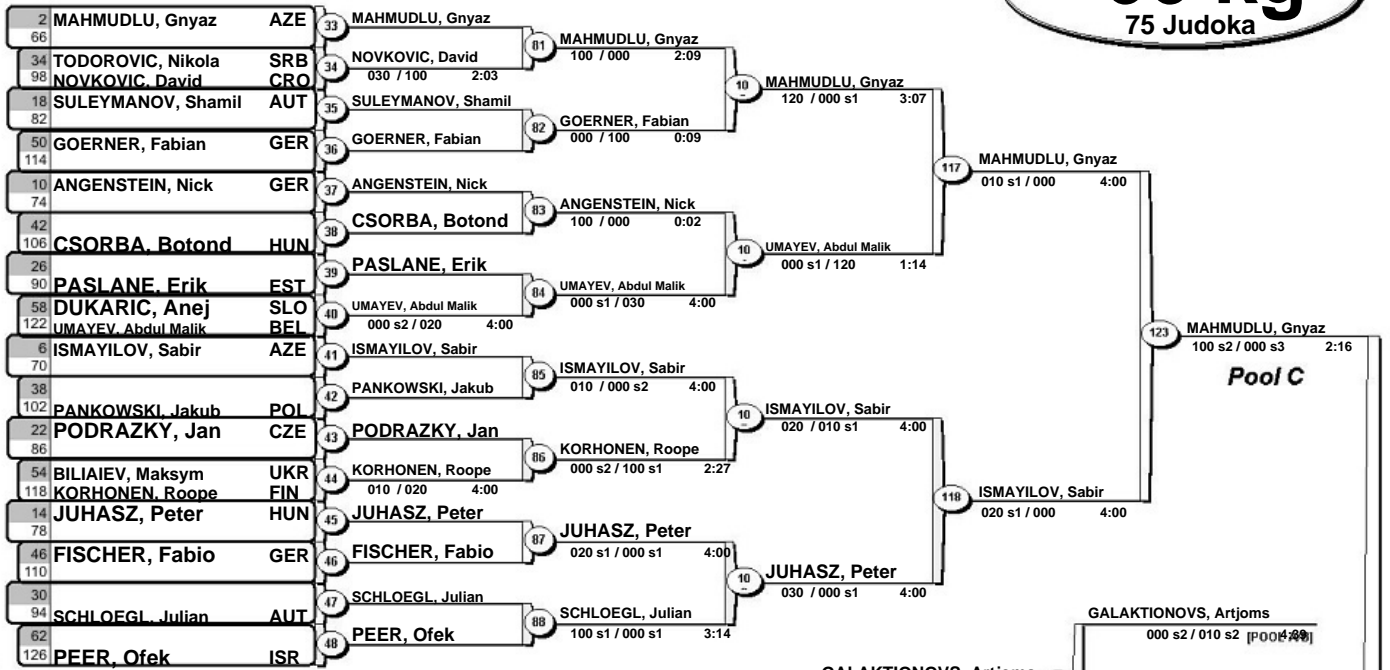 75 Judoka
2 MAHMUDLU, Gnyaz AZE
66
34 TODOROVIC, Nikola SRB
98 NOVKOVIC, David CRO
18 SULEYMANOV, Shamil AUT
82
50 GOERNER, Fabian GER
114
10 ANGENSTEIN, Nick GER
74
42
106 CSORBA, Botond HUN
26
90 PASLANE, Erik EST
58 DUKARIC, Anej SLO
122 UMAYEV, Abdul Malik BEL
6 ISMAYILOV, Sabir AZE
70
38
102 PANKOWSKI, Jakub POL
22 PODRAZKY, Jan CZE
86
54 BILIAIEV, Maksym UKR
118 KORHONEN, Roope FIN
14 JUHASZ, Peter HUN
78
46 FISCHER, Fabio GER
110
30
94 SCHLOEGL, Julian AUT
62
126 PEER, Ofek ISR
33 MAHMUDLU, Gnyaz
34 NOVKOVIC, David
030 / 100 2:03
35 SULEYMANOV, Shamil
36 GOERNER, Fabian
37 ANGENSTEIN, Nick
38 CSORBA, Botond
39 PASLANE, Erik
40 UMAYEV, Abdul Malik
000 s2 / 020 4:00
41 ISMAYILOV, Sabir
42 PANKOWSKI, Jakub
43 PODRAZKY, Jan
44 KORHONEN, Roope
010 / 020 4:00
45 JUHASZ, Peter
46 FISCHER, Fabio
47 SCHLOEGL, Julian
48 PEER, Ofek
81 MAHMUDLU, Gnyaz
100 / 000 2:09
82 GOERNER, Fabian
000 / 100 0:09
83 ANGENSTEIN, Nick
100 / 000 0:02
84 UMAYEV, Abdul Malik
000 s1 / 030 4:00
85 ISMAYILOV, Sabir
010 / 000 s2 4:00
86 KORHONEN, Roope
000 s2 / 100 s1 2:27
87 JUHASZ, Peter
020 s1 / 000 s1 4:00
88 SCHLOEGL, Julian
100 s1 / 000 s1 3:14
10 MAHMUDLU, Gnyaz
120 / 000 s1 3:07
10 UMAYEV, Abdul Malik
000 s1 / 120 1:14
10 ISMAYILOV, Sabir
020 / 010 s1 4:00
10 JUHASZ, Peter
030 / 000 s1 4:00
117 MAHMUDLU, Gnyaz
010 s1 / 000 4:00
118 ISMAYILOV, Sabir
020 s1 / 000 4:00
123 MAHMUDLU, Gnyaz
100 s2 / 000 s3 2:16
Pool C
GALAKTIONOVS, Artjoms
000 s2 / 010 s2